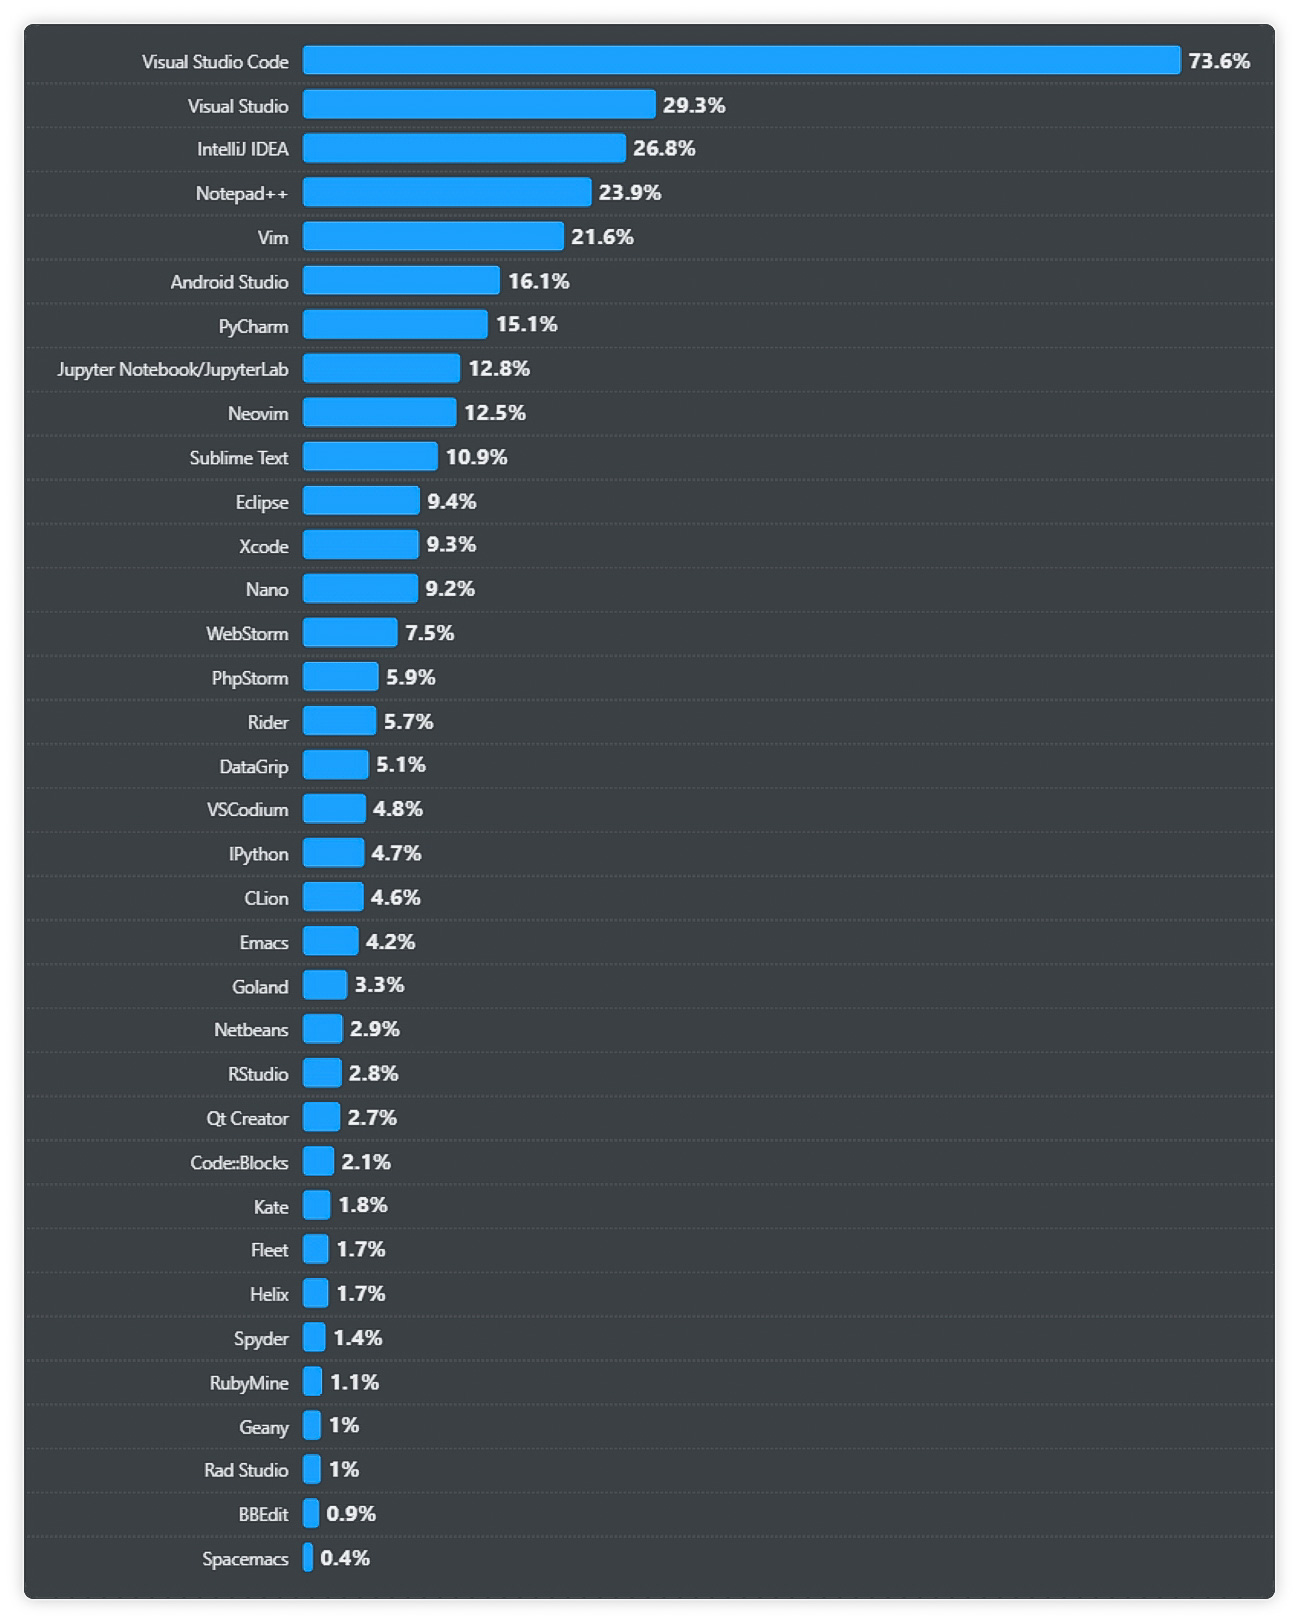 Visual Studio Code 73.6%
Visual Studio 29.3%
IntelliJ IDEA 26.8%
Notepad++ 23.9%
Vim 21.6%
Android Studio 16.1%
PyCharm 15.1%
Jupyter Notebook/JupyterLab 12.8%
Neovim 12.5%
Sublime Text 10.9%
Eclipse 9.4%
Xcode 9.3%
Nano 9.2%
WebStorm 7.5%
PhpStorm 5.9%
Rider 5.7%
DataGrip 5.1%
VSCodium 4.8%
IPython 4.7%
CLion 4.6%
Emacs 4.2%
Goland 3.3%
Netbeans 2.9%
RStudio 2.8%
Qt Creator 2.7%
Code::Blocks 2.1%
Kate 1.8%
Fleet 1.7%
Helix 1.7%
Spyder 1.4%
RubyMine 1.1%
Geany 1%
Rad Studio 1%
BBEdit 0.9%
Spacemacs 0.4%